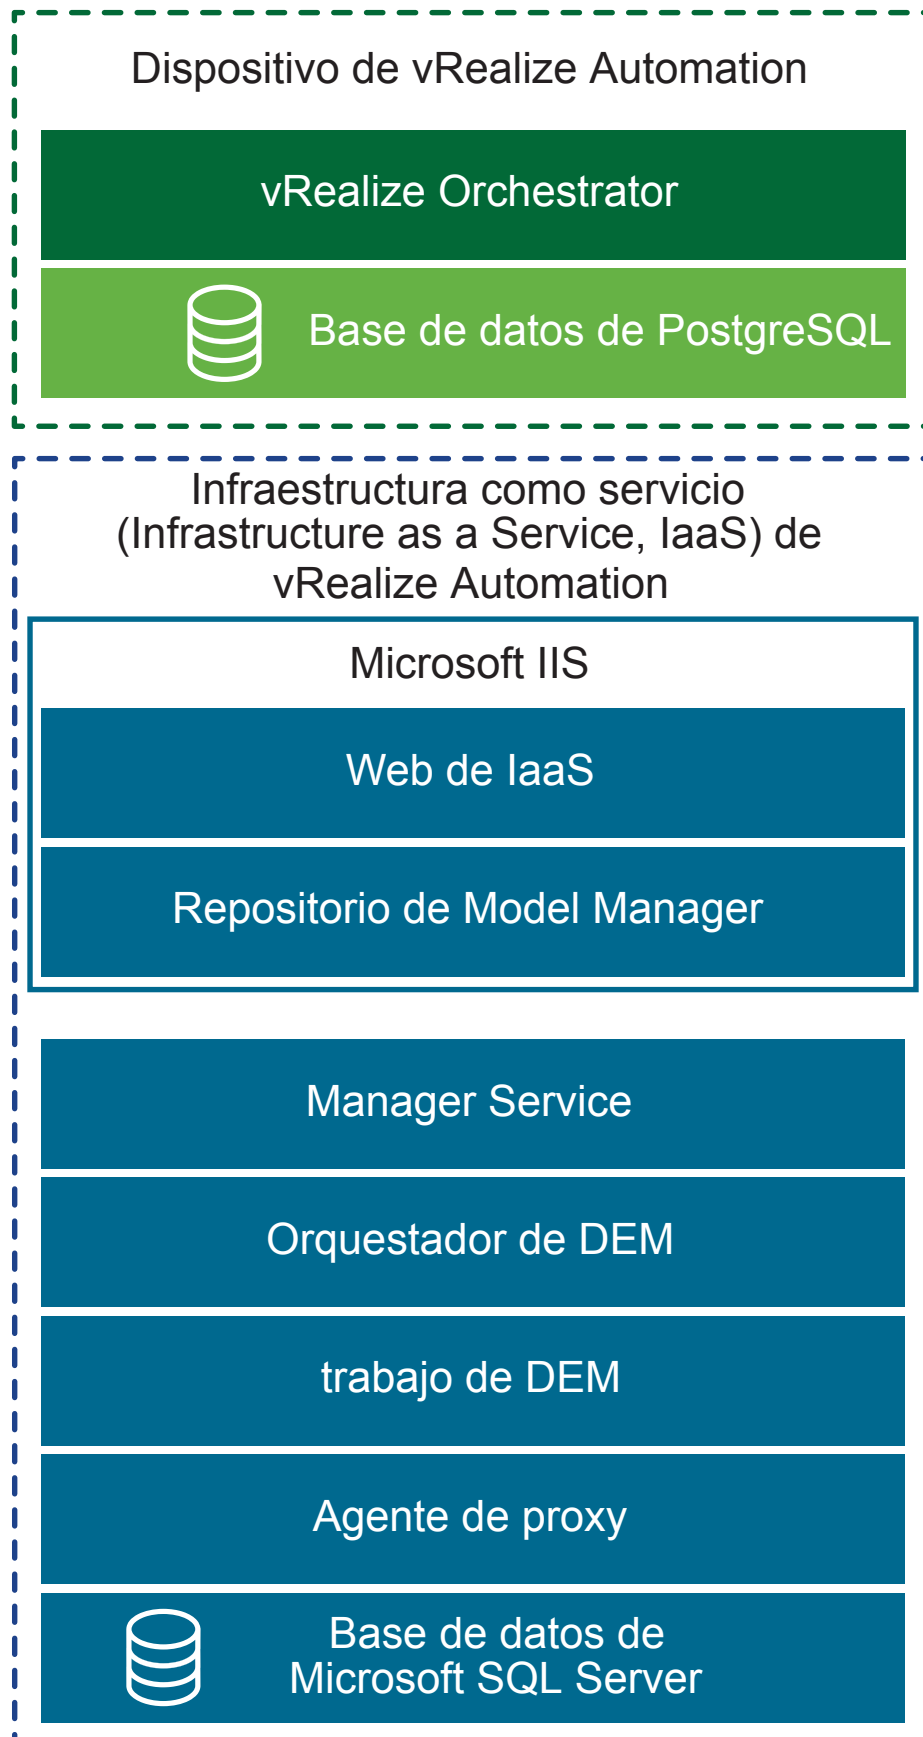 Dispositivo de vRealize Automation
vRealize Orchestrator
Base de datos de PostgreSQL
Infraestructura como servicio
(Infrastructure as a Service, IaaS) de
vRealize Automation
Microsoft IIS
Web de IaaS
Repositorio de Model Manager
Manager Service
Orquestador de DEM
trabajo de DEM
Agente de proxy
Base de datos de
Microsoft SQL Server